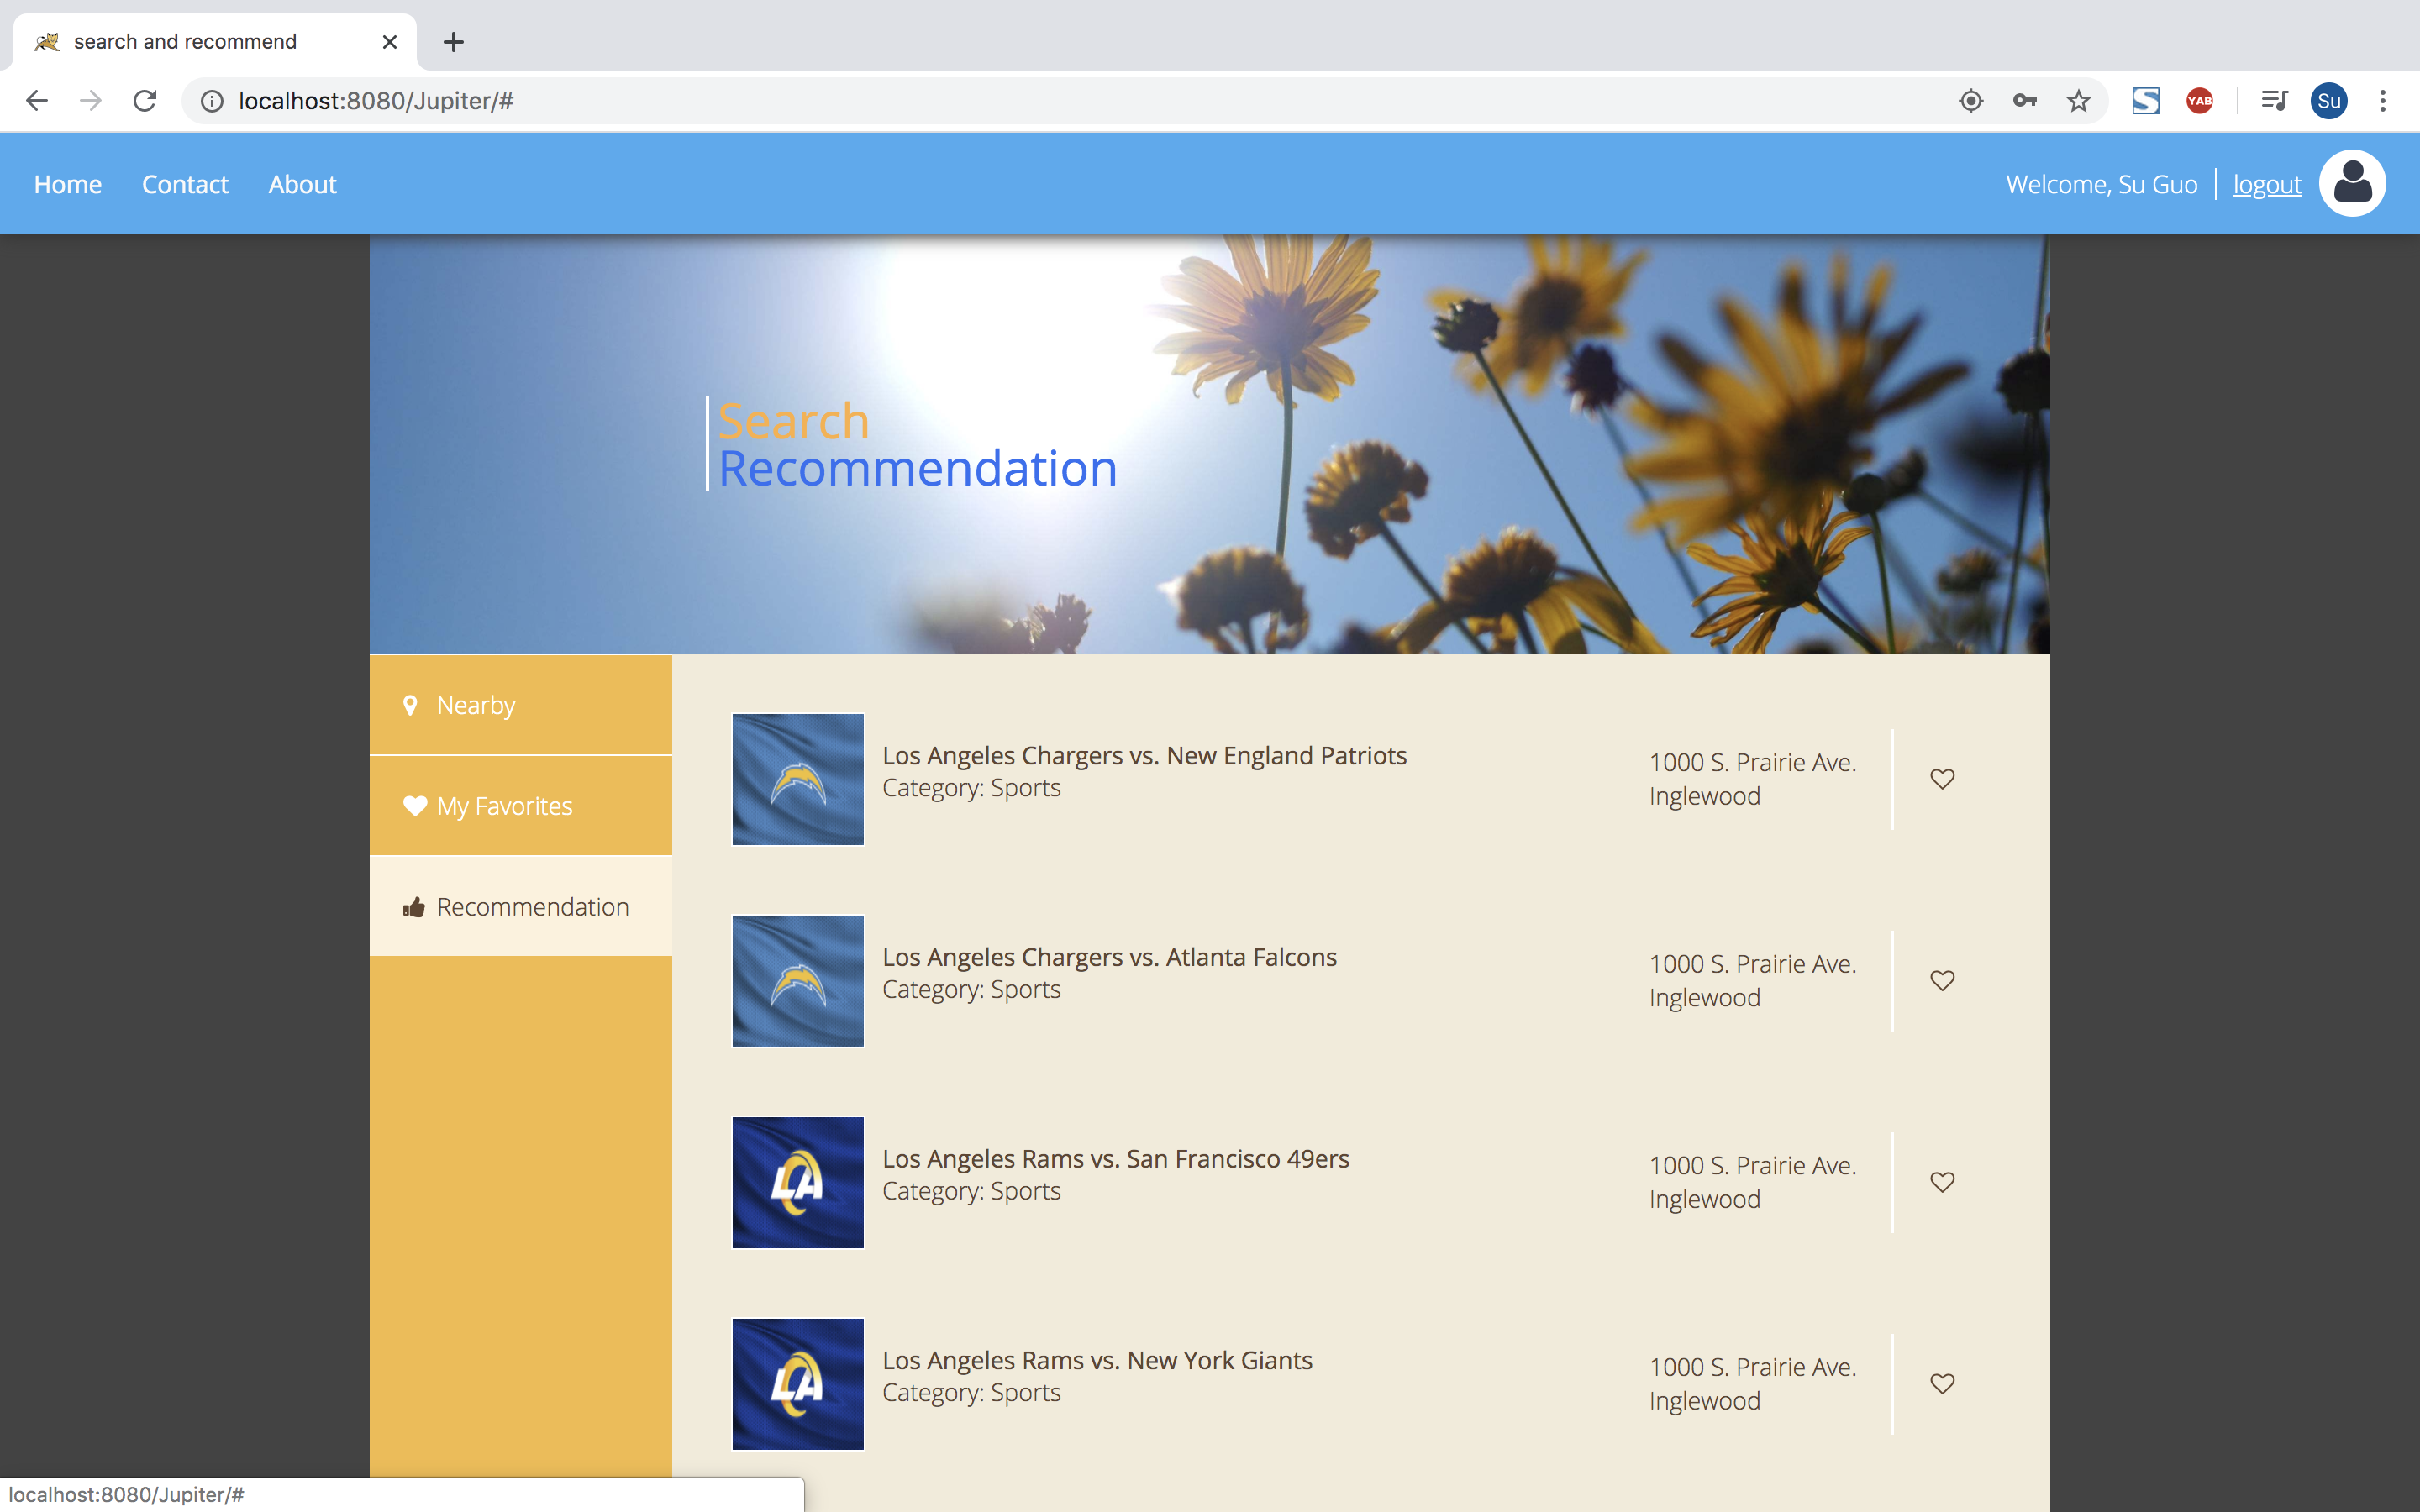 search and recommend
localhost:8080/Jupiter/#
YAB
Su
Home
Contact
About
Welcome, Su Guo
logout
Search
Recommendation
Nearby
My Favorites
Recommendation
Los Angeles Chargers vs. New England Patriots
Category: Sports
1000 S. Prairie Ave.
Inglewood
Los Angeles Chargers vs. Atlanta Falcons
Category: Sports
1000 S. Prairie Ave.
Inglewood
LA
Los Angeles Rams vs. San Francisco 49ers
Category: Sports
1000 S. Prairie Ave.
Inglewood
LA
Los Angeles Rams vs. New York Giants
Category: Sports
1000 S. Prairie Ave.
Inglewood
localhost:8080/Jupiter/#